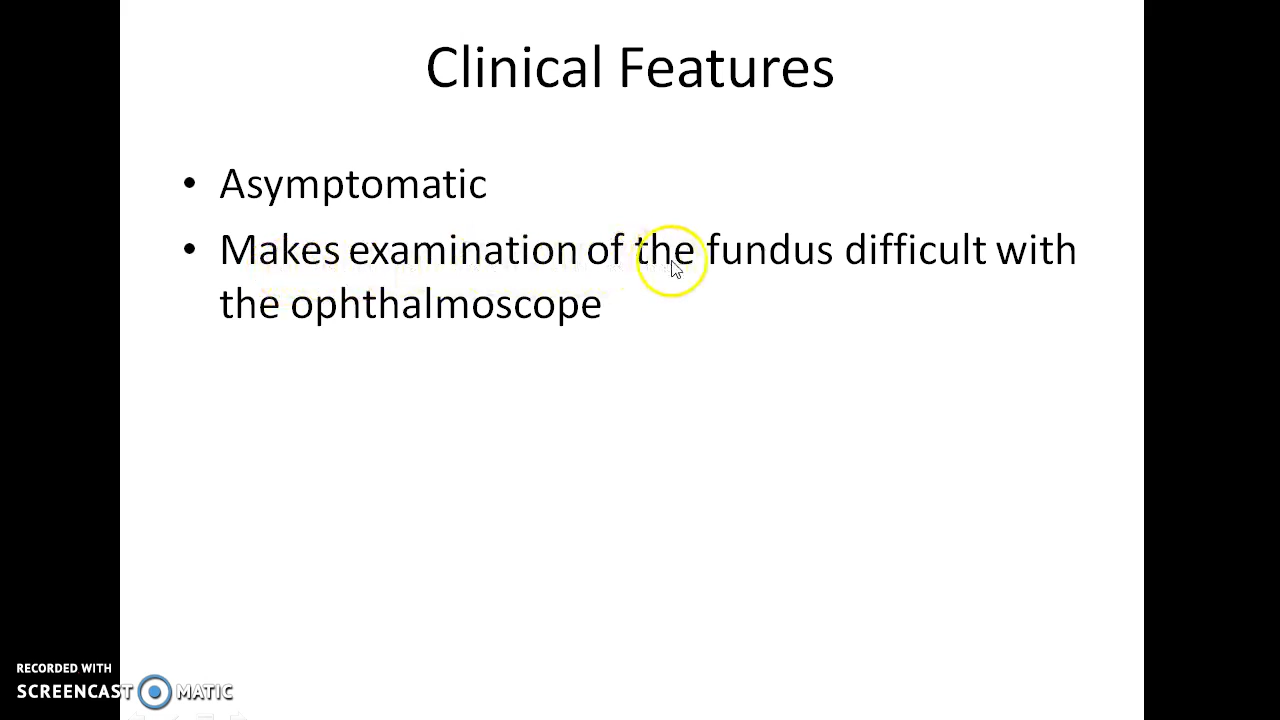 Clinical Features
• Asymptomatic
• Makes examination of the fundus difficult with
the ophthalmoscope
RECORDED WITH
SCREENCAST MATIC